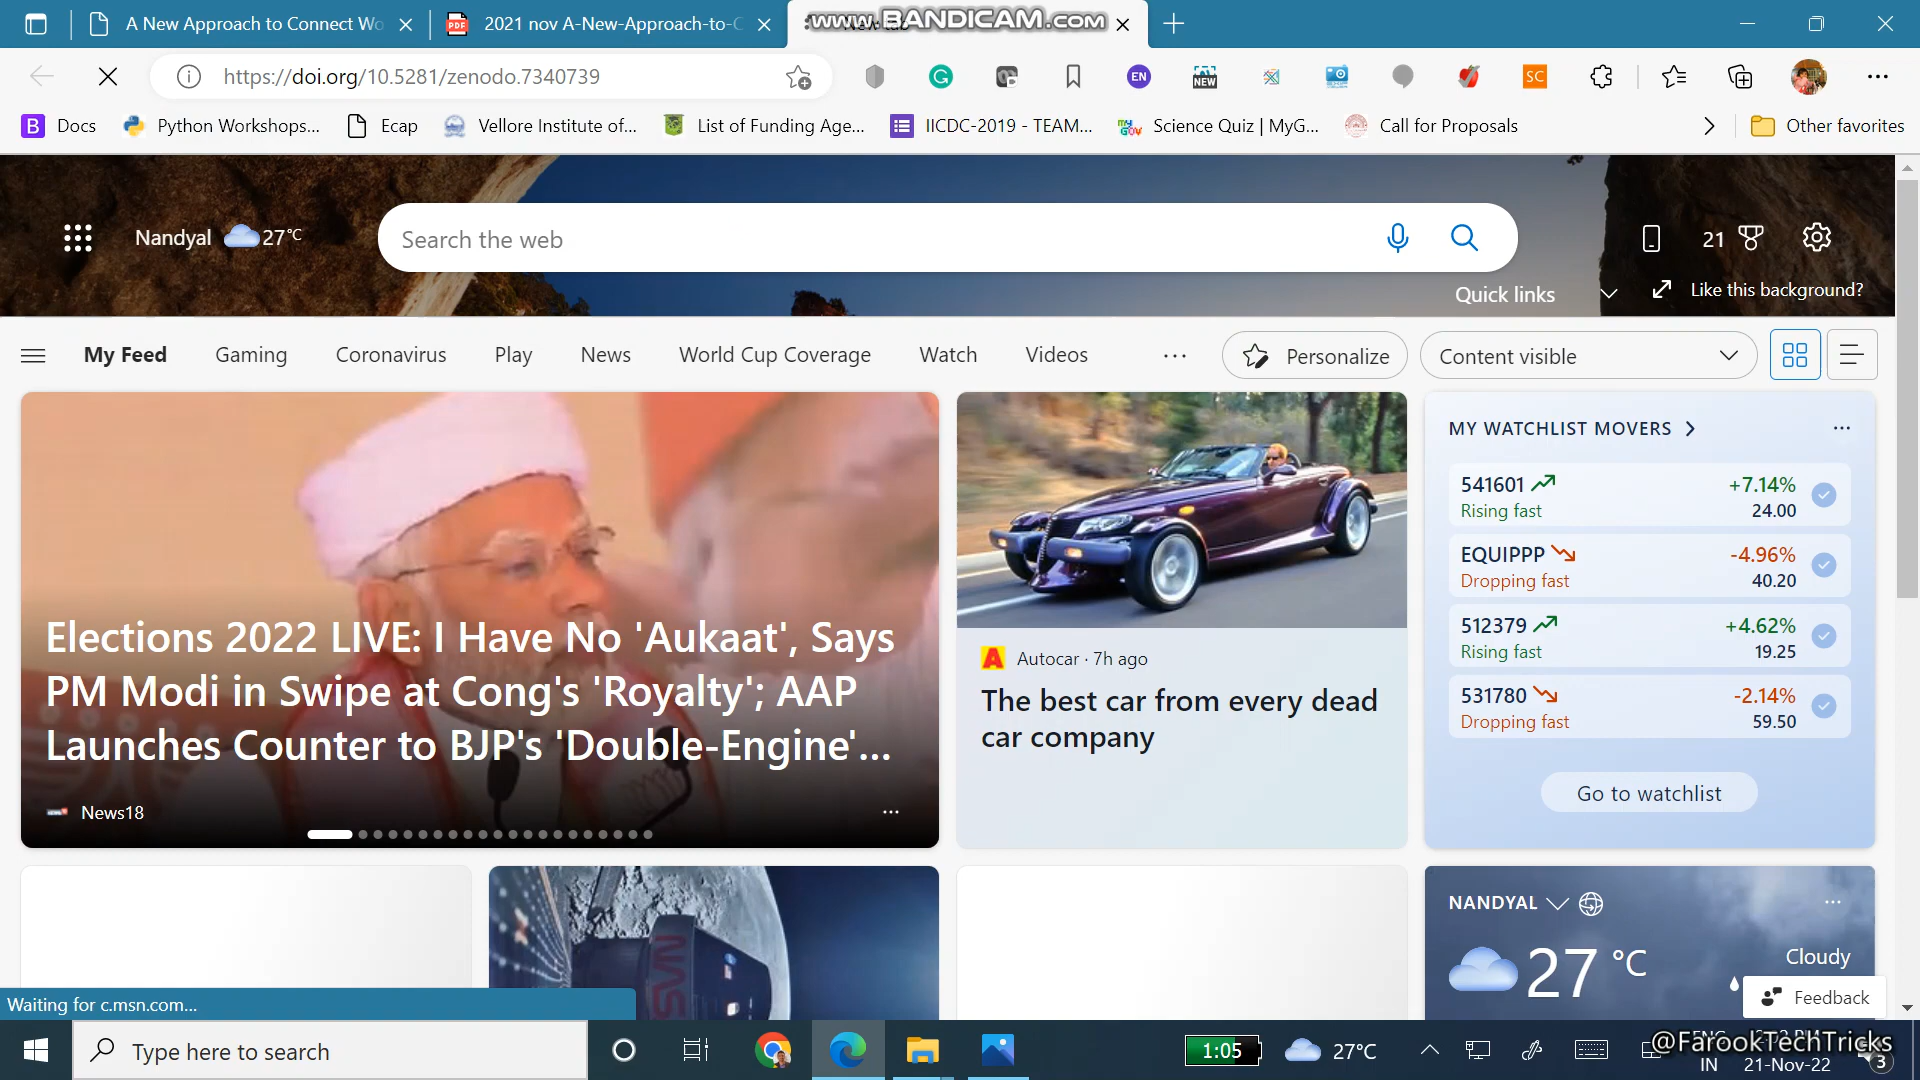 A New Approach to Connect Wo
2021 nov A-New-Approach-to-C
WWW.BANDICAM.COM
https://doi.org/10.5281/zenodo.7340739
EN
NEW
SC
B Docs
Python Workshops...
Ecap
Vellore Institute of...
List of Funding Age...
IICDC-2019 - TEAM...
Science Quiz | MyG...
Call for Proposals
Other favorites
Nandyal
27°C
Search the web
21
Quick links
Like this background?
My Feed
Gaming
Coronavirus
Play
News
World Cup Coverage
Watch
Videos
Personalize
Content visible
Elections 2022 LIVE: I Have No 'Aukaat', Says
PM Modi in Swipe at Cong's 'Royalty'; AAP
Launches Counter to BJP's 'Double-Engine'...
News18
A Autocar · 7h ago
The best car from every dead
car company
MY WATCHLIST MOVERS
541601 +7.14%
Rising fast 24.00
EQUIPPP -4.96%
Dropping fast 40.20
512379 +4.62%
Rising fast 19.25
531780 -2.14%
Dropping fast 59.50
Go to watchlist
NANDYAL
27 °C
Cloudy
Feedback
Waiting for c.msn.com...
Type here to search
1:05
27°C
@FarookTechTricks
IN
21-Nov-22
3